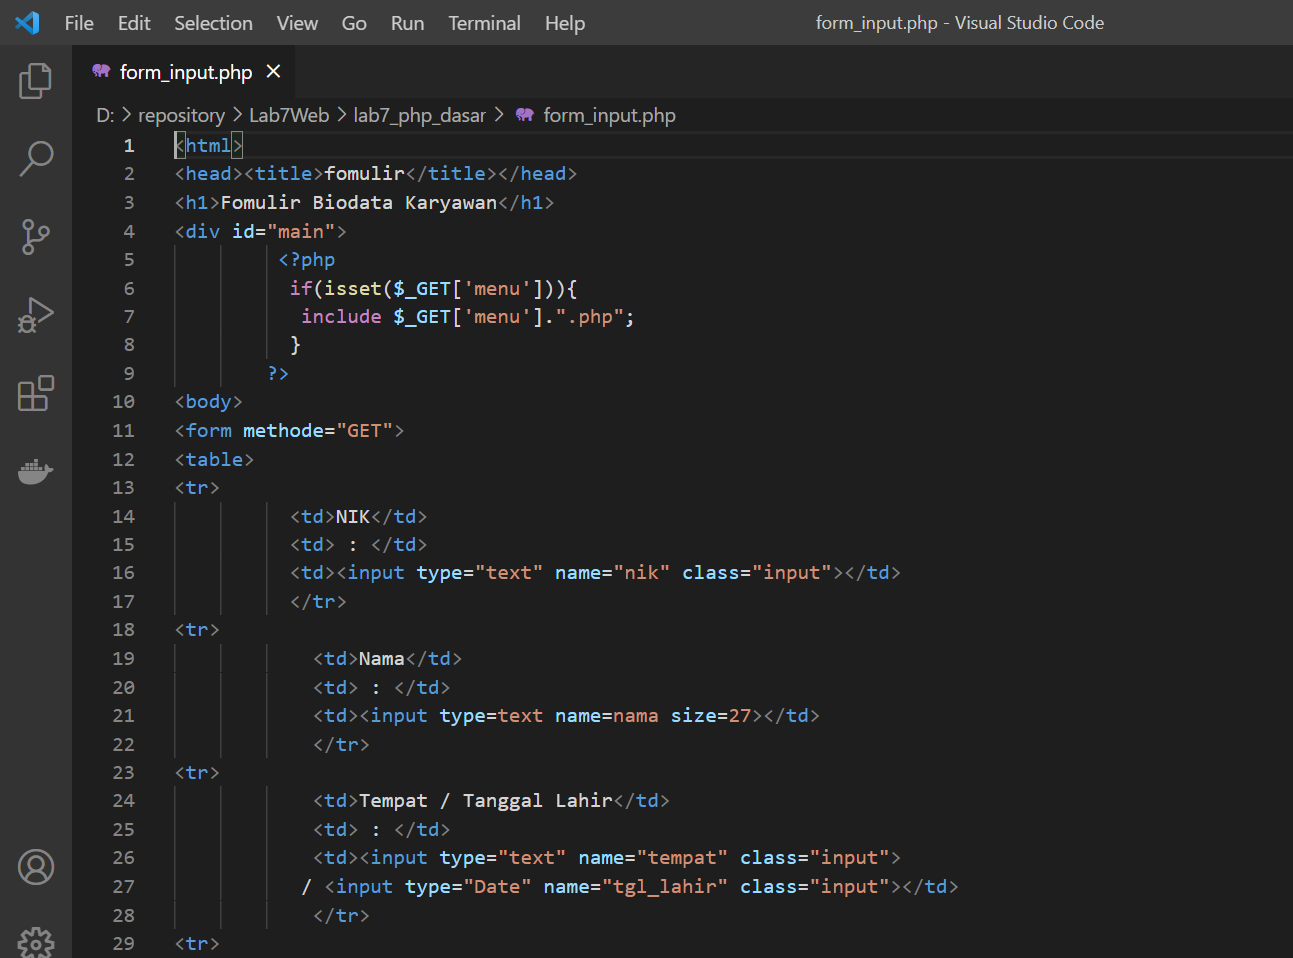 File Edit Selection View Go Run Terminal Help form_input.php - Visual Studio Code
form_input.php
D: > repository > Lab7Web > lab7_php_dasar > form_input.php
1 <html>
2 <head><title>fomulir</title></head>
3 <h1>Fomulir Biodata Karyawan</h1>
4 <div id="main">
5 <?php
6 if(isset($_GET['menu'])){
7 include $_GET['menu'].".php";
8 }
9 ?>
10 <body>
11 <form methode="GET">
12 <table>
13 <tr>
14 <td>NIK</td>
15 <td> : </td>
16 <td><input type="text" name="nik" class="input"></td>
17 </tr>
18 <tr>
19 <td>Nama</td>
20 <td> : </td>
21 <td><input type=text name=nama size=27></td>
22 </tr>
23 <tr>
24 <td>Tempat / Tanggal Lahir</td>
25 <td> : </td>
26 <td><input type="text" name="tempat" class="input">
27 / <input type="Date" name="tgl_lahir" class="input"></td>
28 </tr>
29 <tr>